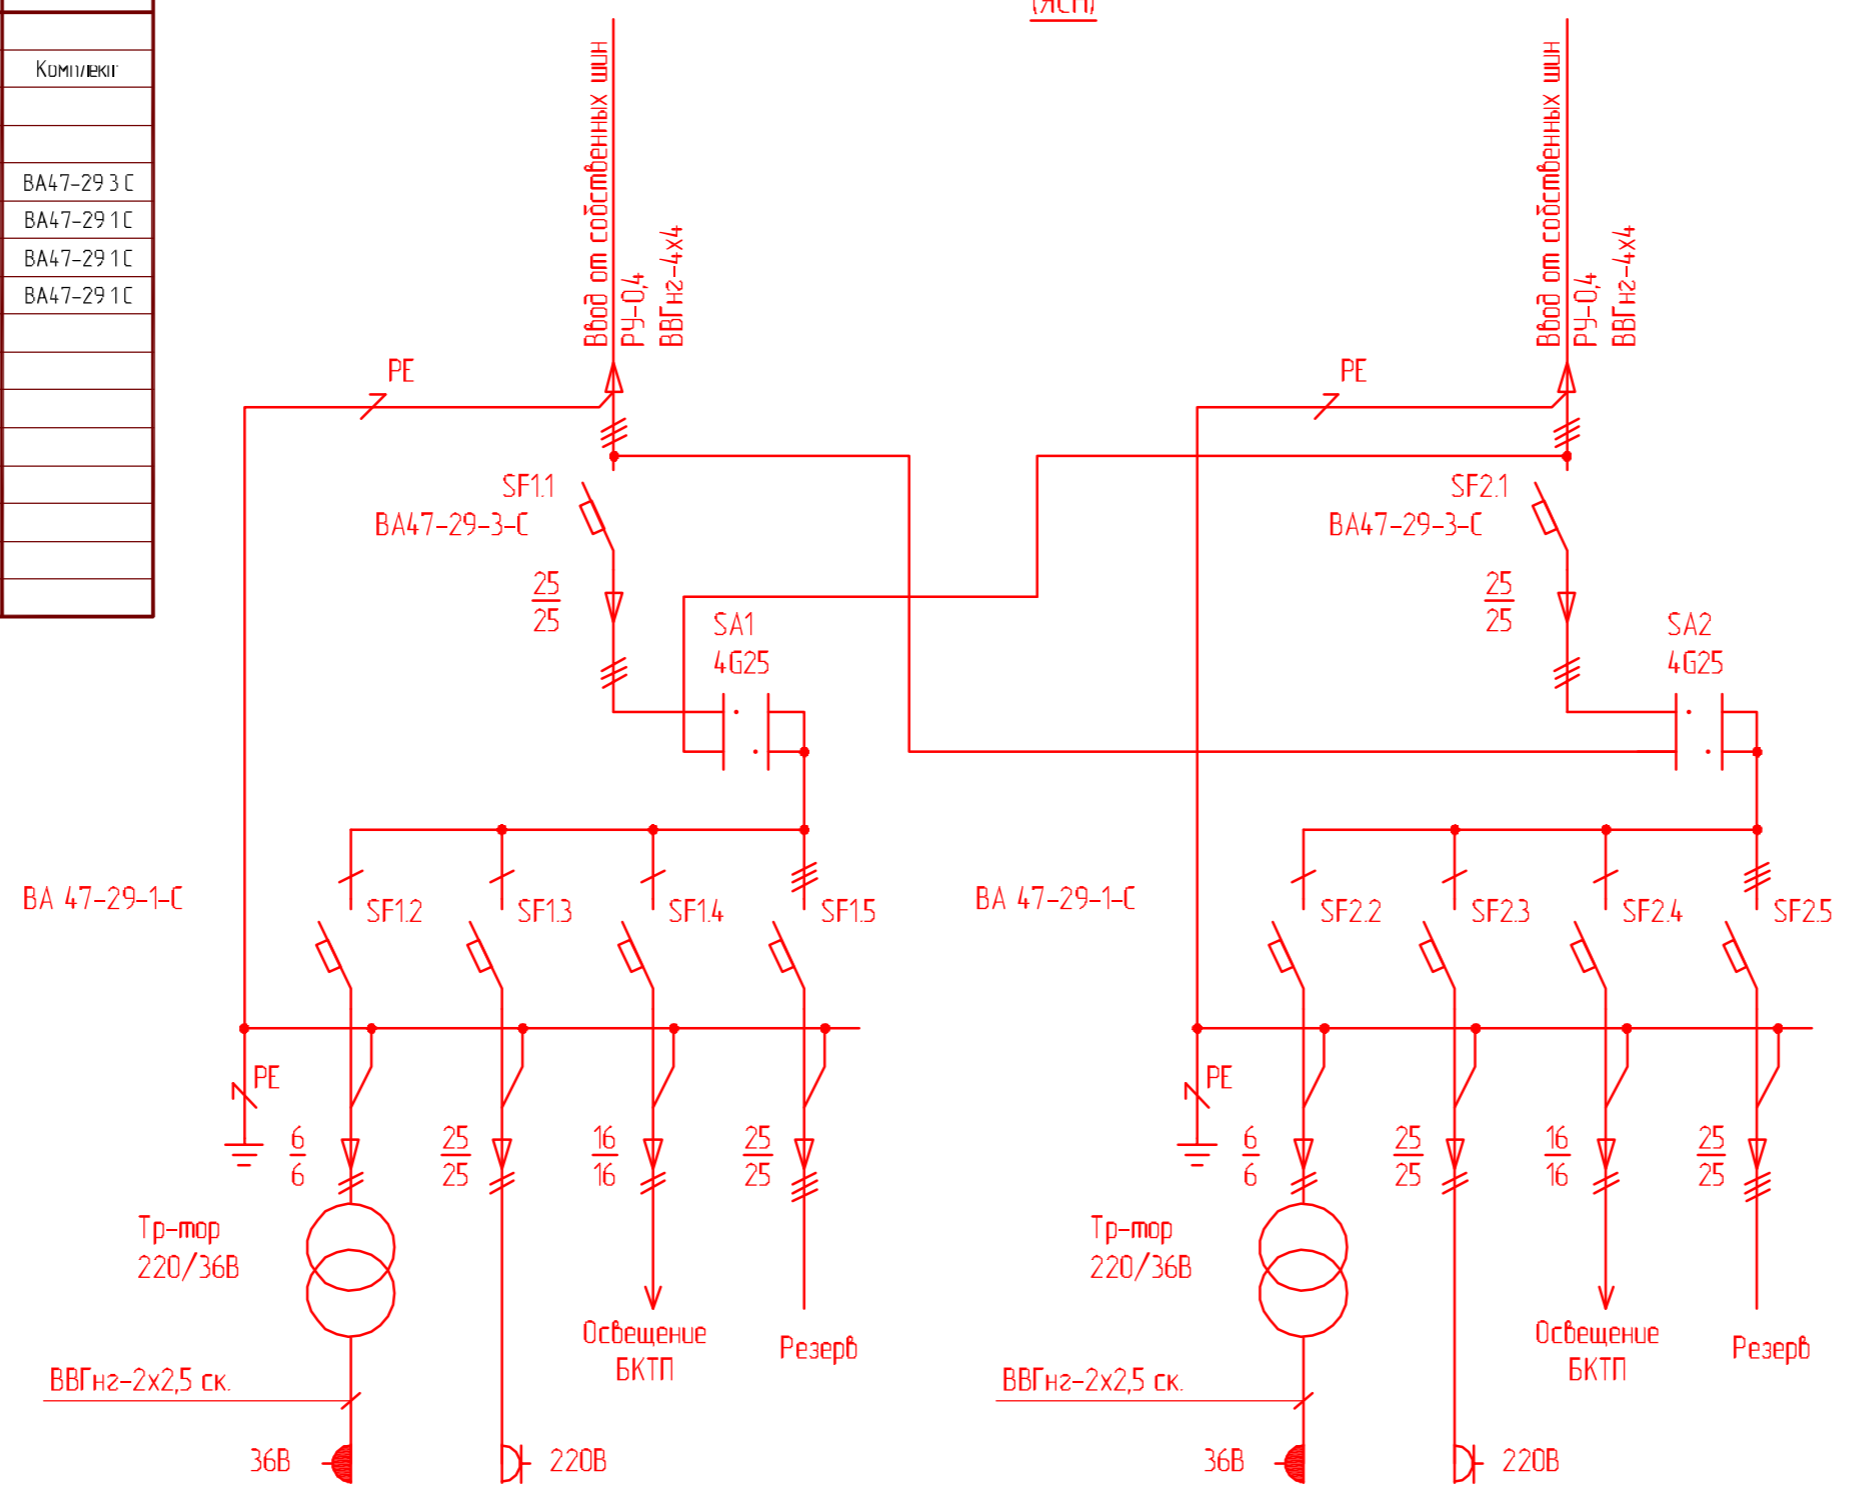 (ЯСН)
Комплект
ВА47-29 3 С
ВА47-29 1С
ВА47-29 1С
ВА47-29 1С
Ввод от собственных шин
РУ-0,4
ВВГнг-4х4
PE
SF1.1
ВА47-29-3-С
25
25
SA1
4G25
ВА 47-29-1-С
SF1.2
SF1.3
SF1.4
SF1.5
PE
6
6
25
25
16
16
25
25
Тр-тор
220/36В
Освещение
БКТП
Резерв
ВВГнг-2х2,5 ск.
36В
220В
Ввод от собственных шин
РУ-0,4
ВВГнг-4х4
PE
SF2.1
ВА47-29-3-С
25
25
SA2
4G25
ВА 47-29-1-С
SF2.2
SF2.3
SF2.4
SF2.5
PE
6
6
25
25
16
16
25
25
Тр-тор
220/36В
Освещение
БКТП
Резерв
ВВГнг-2х2,5 ск.
36В
220В